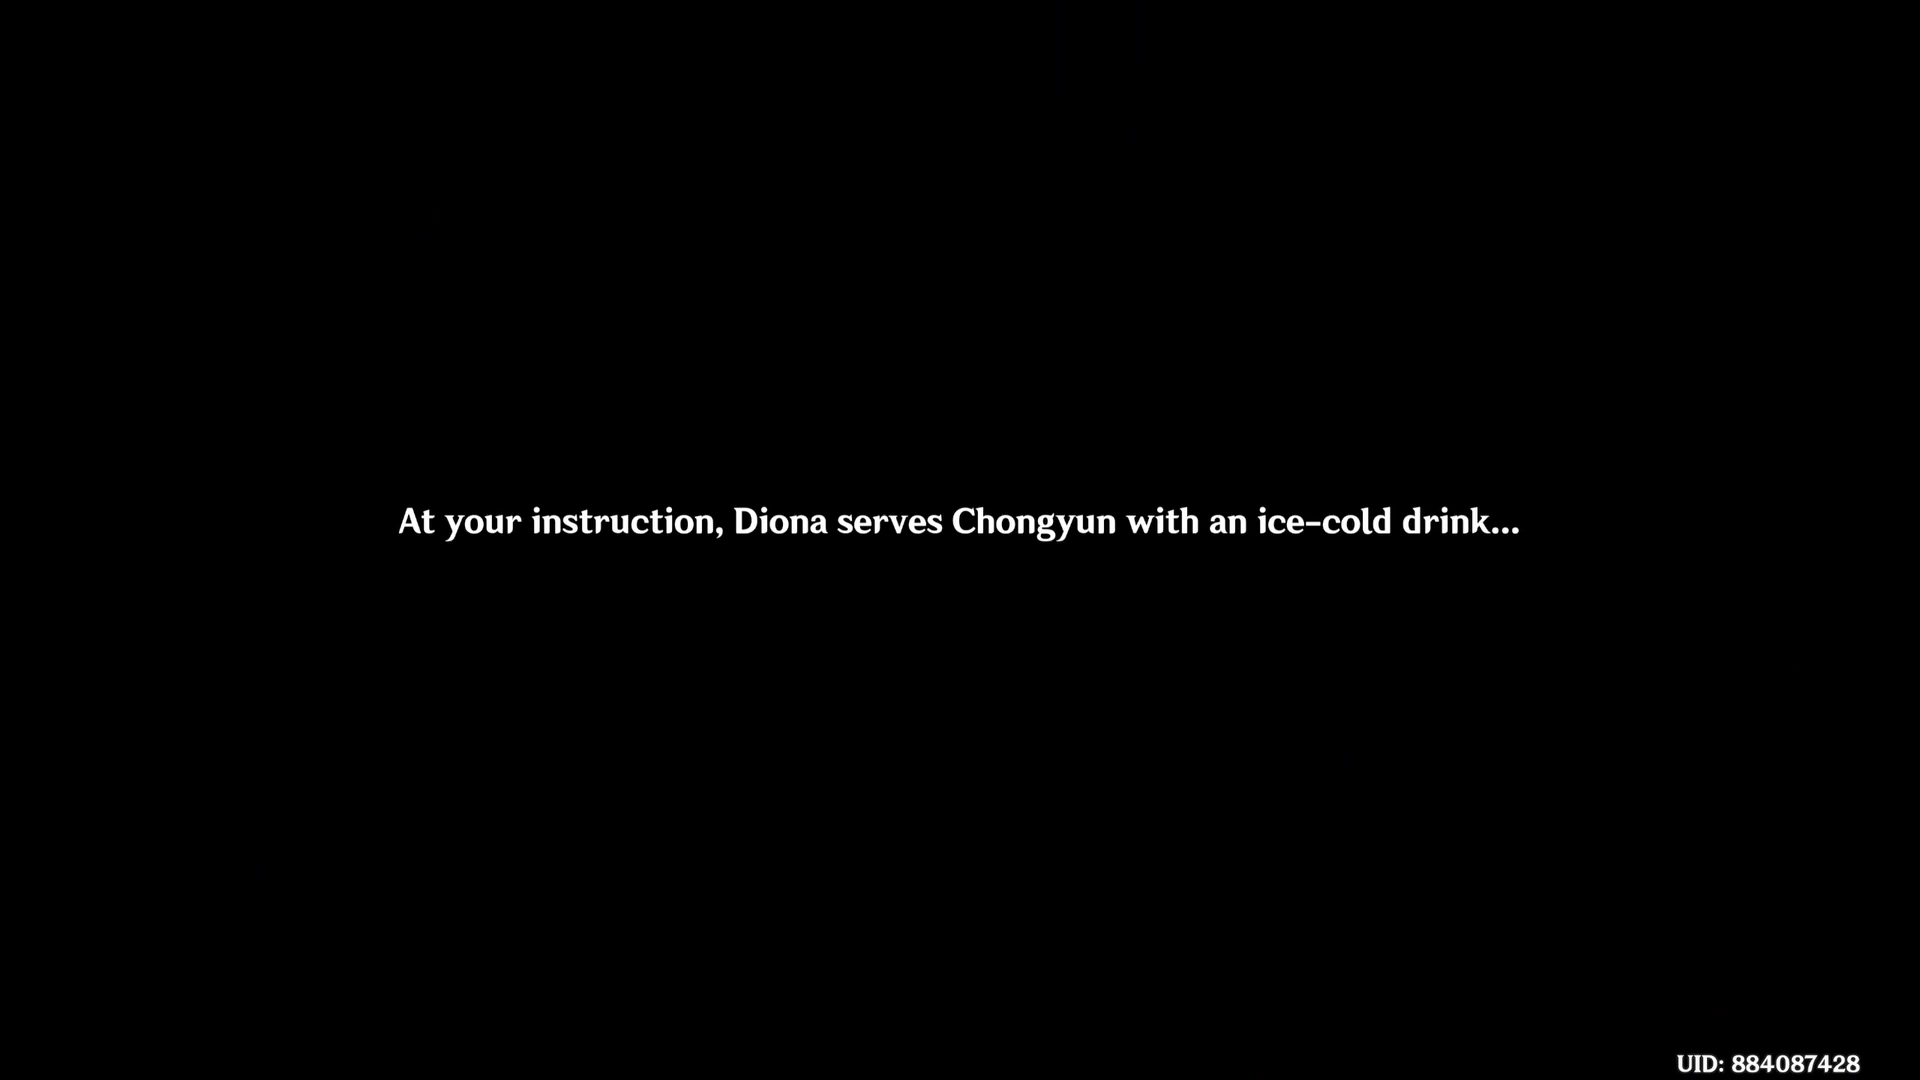 At your instruction, Diona serves Chongyun with an ice-cold drink...
UID: 884087428